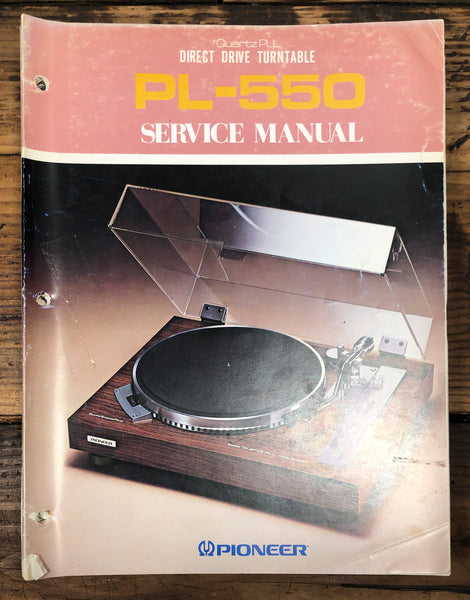 Quartz PLL
DIRECT DRIVE TURNTABLE
PL-550
SERVICE MANUAL
PIONEER
PIONEER